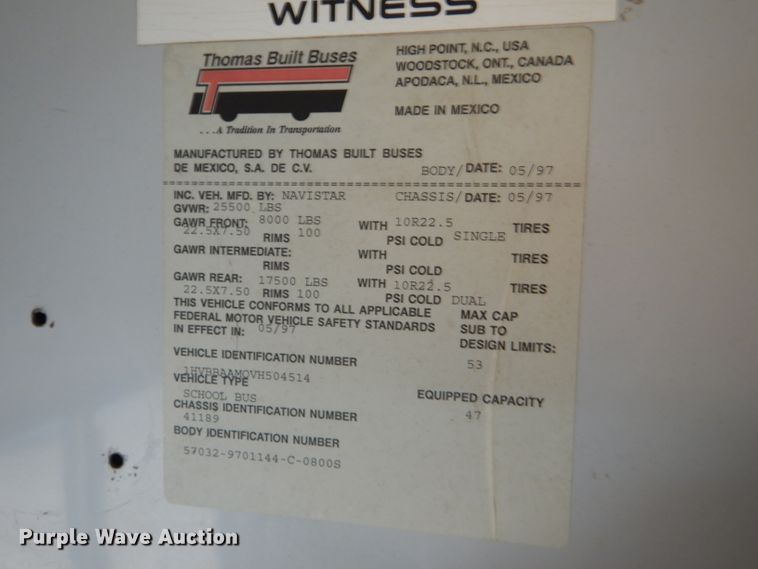 WITNESS
Thomas Built Buses
...A Tradition In Transportation
HIGH POINT, N.C., USA
WOODSTOCK, ONT., CANADA
APODACA, N.L., MEXICO
MADE IN MEXICO
MANUFACTURED BY THOMAS BUILT BUSES
DE MEXICO, S.A. DE C.V.
BODY/DATE: 05/97
INC. VEH. MFD. BY: NAVISTAR CHASSIS/DATE: 05/97
GVWR: 25500 LBS
GAWR FRONT: 8000 LBS WITH 10R22.5 TIRES
22.5X7.50 RIMS 100 PSI COLD SINGLE
GAWR INTERMEDIATE: WITH TIRES
RIMS PSI COLD
GAWR REAR: 17500 LBS WITH 10R22.5 TIRES
22.5X7.50 RIMS 100 PSI COLD DUAL
THIS VEHICLE CONFORMS TO ALL APPLICABLE
FEDERAL MOTOR VEHICLE SAFETY STANDARDS
IN EFFECT IN: 05/97
MAX CAP
SUB TO
DESIGN LIMITS:
53
VEHICLE IDENTIFICATION NUMBER
1HVBBAAM0VH504514
VEHICLE TYPE
SCHOOL BUS
EQUIPPED CAPACITY
47
CHASSIS IDENTIFICATION NUMBER
41189
BODY IDENTIFICATION NUMBER
57032-9701144-C-0800S
Purple Wave Auction